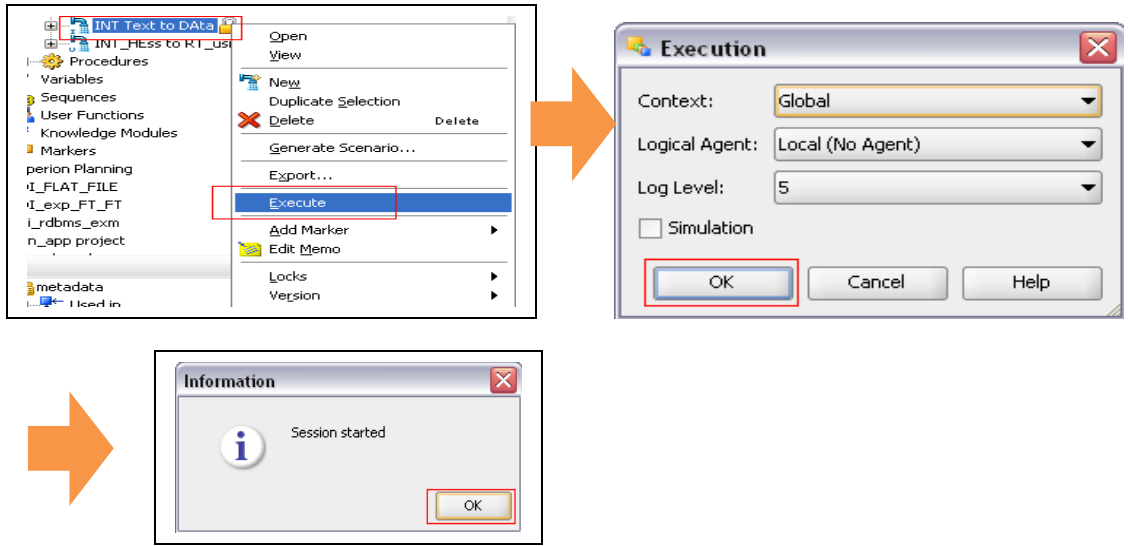 INT Text to DAta
INT_HEss to RT_usi
Procedures
Variables
Sequences
User Functions
Knowledge Modules
Markers
perion Planning
I_FLAT_FILE
I_exp_FT_FT
i_rdbms_exm
n_app project
metadata
Used in
Open
View
New
Duplicate Selection
Delete Delete
Generate Scenario...
Export...
Execute
Add Marker
Edit Memo
Locks
Version
Execution
Context: Global
Logical Agent: Local (No Agent)
Log Level: 5
Simulation
OK Cancel Help
Information
Session started
OK